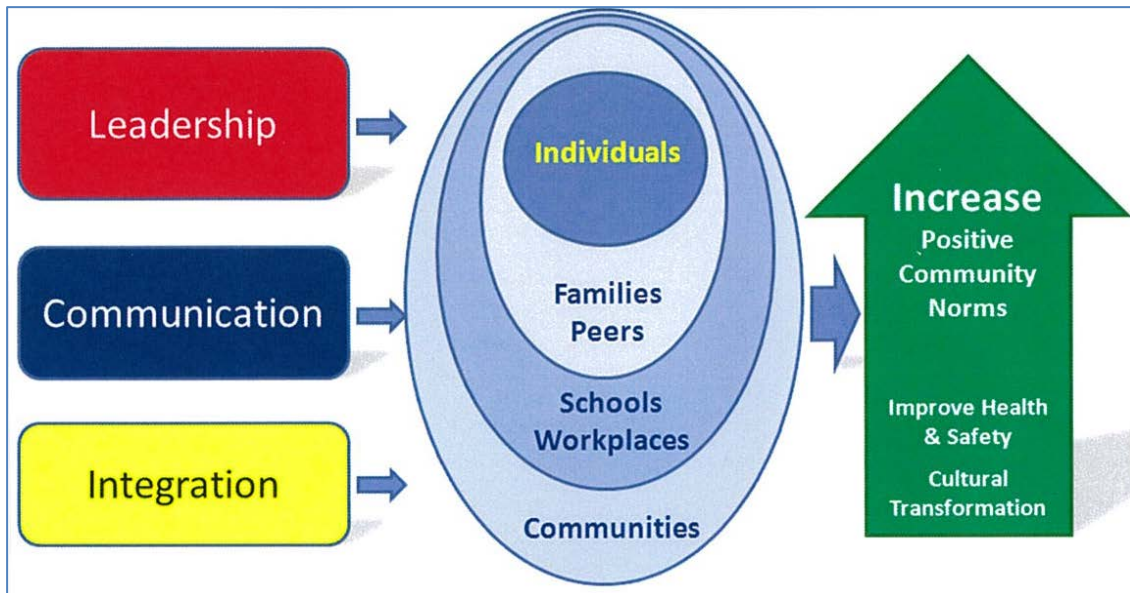 Leadership
Communication
Integration
Individuals
Families
Peers
Schools
Workplaces
Communities
Increase
Positive
Community
Norms
Improve Health
& Safety
Cultural
Transformation